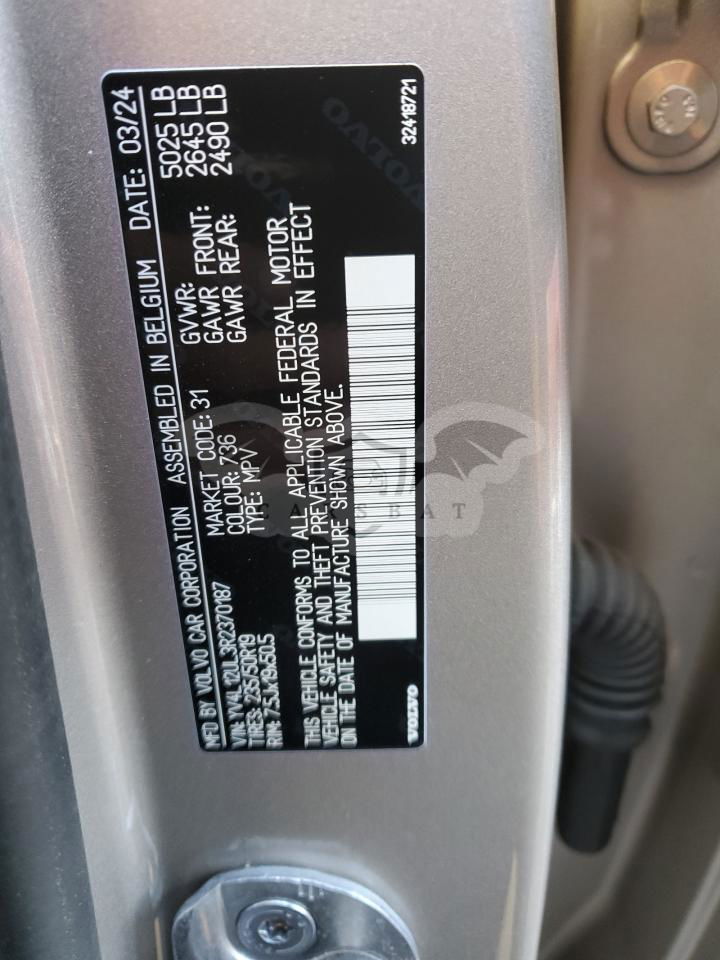 MFD BY VOLVO CAR CORPORATION ASSEMBLED IN BELGIUM DATE: 03/24
VIN: YV4L12UL3R2370187 MARKET CODE: 31 GVWR: 5025 LB
TIRES: 235/50R19 COLOUR: 736 GAWR FRONT: 2645 LB
RIM: 7.5Jx19x50.5 TYPE: MPV GAWR REAR: 2490 LB
THIS VEHICLE CONFORMS TO ALL APPLICABLE FEDERAL MOTOR
VEHICLE SAFETY AND THEFT PREVENTION STANDARDS IN EFFECT
ON THE DATE OF MANUFACTURE SHOWN ABOVE.
VOLVO 32418721
CARSBAT